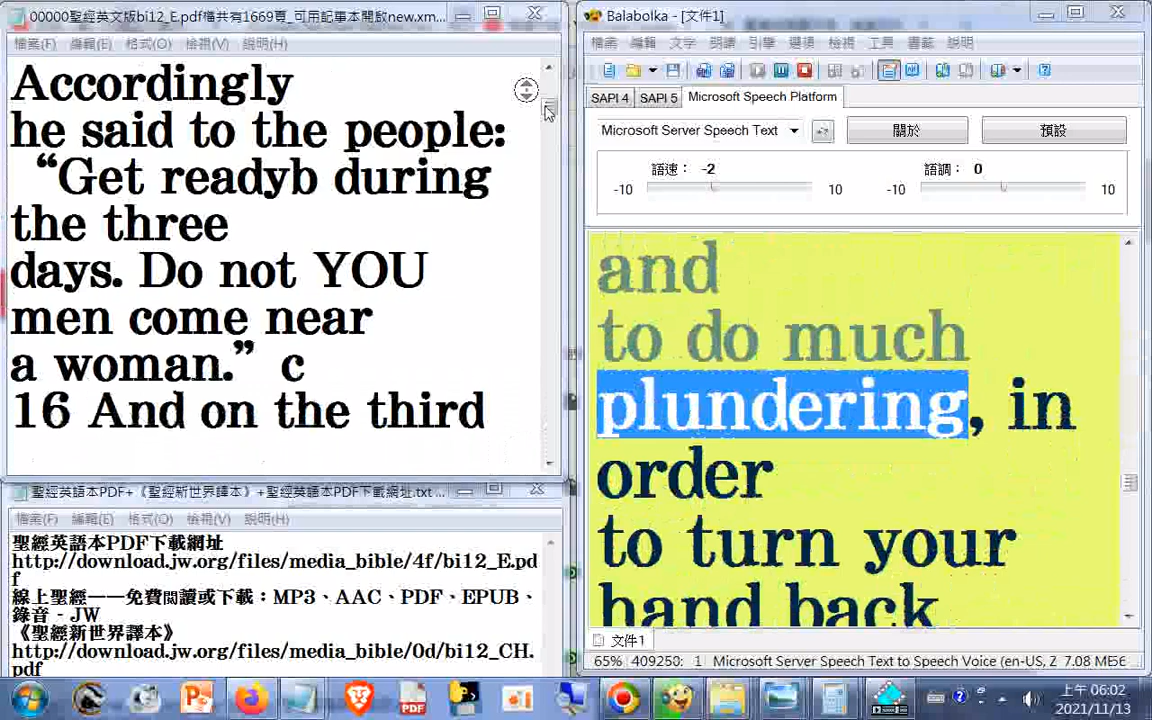 00000聖經英文版bi12_E.pdf檔共有1669頁_可用記事本開啟new.xm...
檔案(F) 編輯(E) 格式(O) 檢視(V) 說明(H)
Accordingly
he said to the people:
“Get readyb during
the three
days. Do not YOU
men come near
a woman.” c
16 And on the third
聖經英語本PDF+《聖經新世界譯本》+聖經英語本PDF下載網址.txt ...
檔案(F) 編輯(E) 格式(O) 檢視(V) 說明(H)
聖經英語本PDF下載網址
http://download.jw.org/files/media_bible/4f/bi12_E.pd
f
線上聖經——免費閱讀或下載：MP3、AAC、PDF、EPUB、
錄音 - JW
《聖經新世界譯本》
http://download.jw.org/files/media_bible/0d/bi12_CH.
pdf
Balabolka - [文件1]
檔案 編輯 文字 朗讀 引擎 選項 檢視 工具 書籤 說明
SAPI 4 SAPI 5 Microsoft Speech Platform
Microsoft Server Speech Text 關於 預設
語速： -2 語調： 0
-10 10 -10 10
and
to do much
plundering, in
order
to turn your
hand back
文件1
65% 409250: 1 Microsoft Server Speech Text to Speech Voice (en-US, Z 7.08 ME56
PDF
上午 06:02
2021/11/13